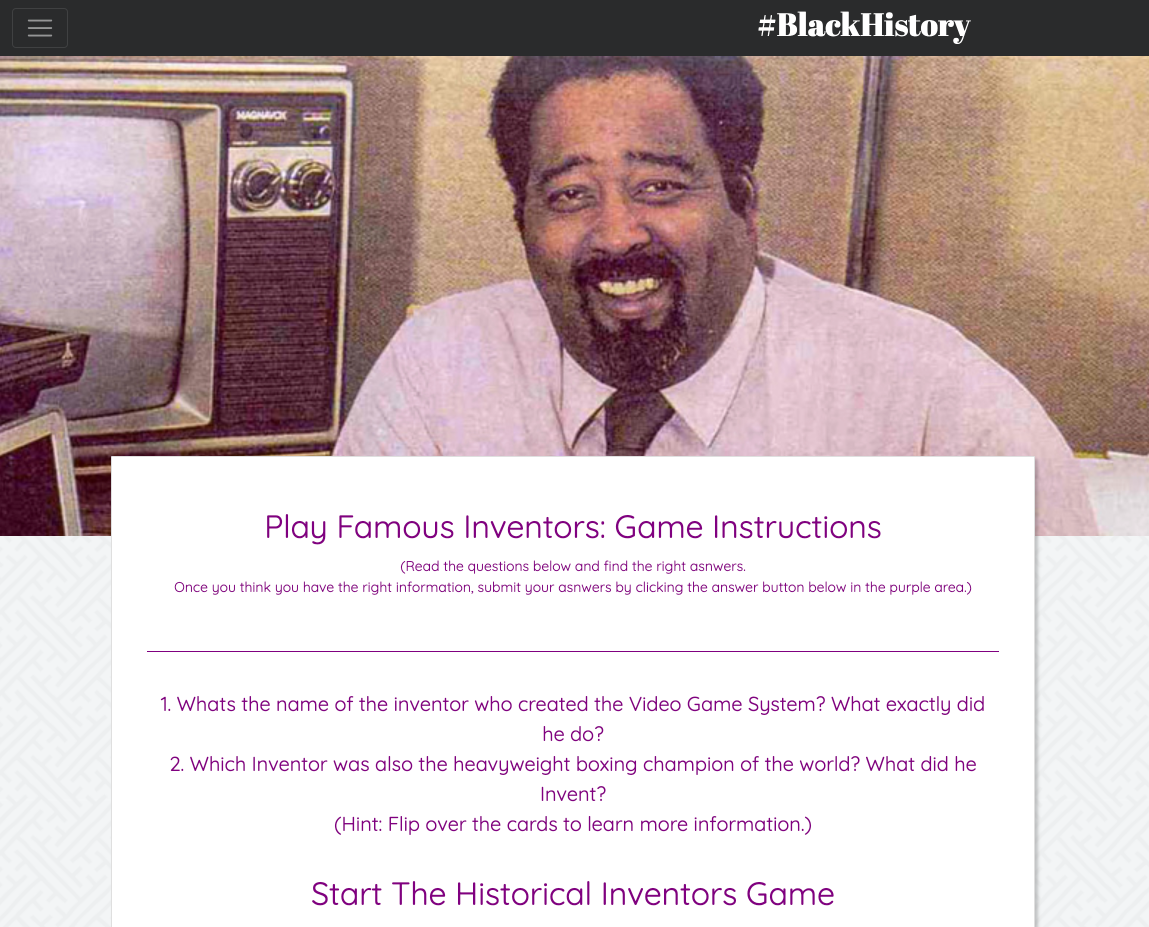 #BlackHistory
MAGNAVOX
Play Famous Inventors: Game Instructions
(Read the questions below and find the right asnwers.
Once you think you have the right information, submit your asnwers by clicking the answer button below in the purple area.)
1. Whats the name of the inventor who created the Video Game System? What exactly did
he do?
2. Which Inventor was also the heavyweight boxing champion of the world? What did he
Invent?
(Hint: Flip over the cards to learn more information.)
Start The Historical Inventors Game